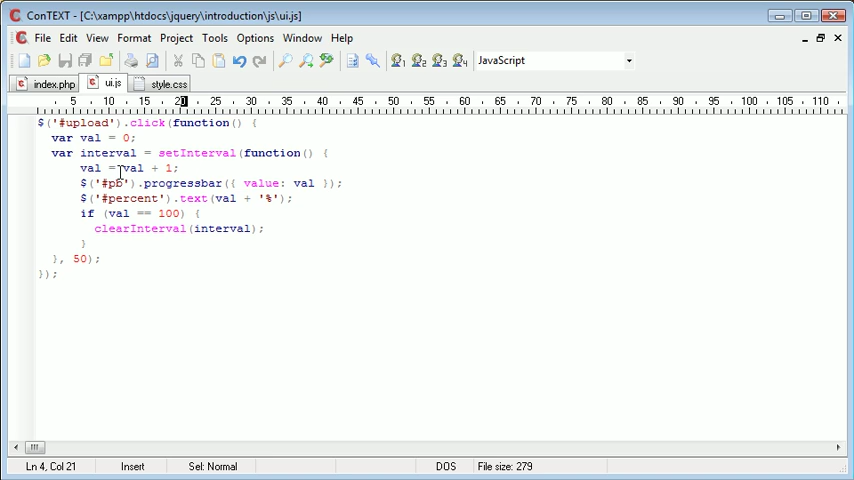 ConTEXT - [C:\xampp\htdocs\jquery\introduction\js\ui.js]
File Edit View Format Project Tools Options Window Help
1 2 3 4 JavaScript
index.php ui.js style.css
5 10 15 20 25 30 35 40 45 50 55 60 65 70 75 80 85 90 95 100 110
$('#upload').click(function() {
var val = 0;
var interval = setInterval(function() {
val = val + 1;
$('#pb').progressbar({ value: val });
$('#percent').text(val + '%');
if (val == 100) {
clearInterval(interval);
}
}, 50);
});
Ln 4, Col 21 Insert Sel: Normal DOS File size: 279